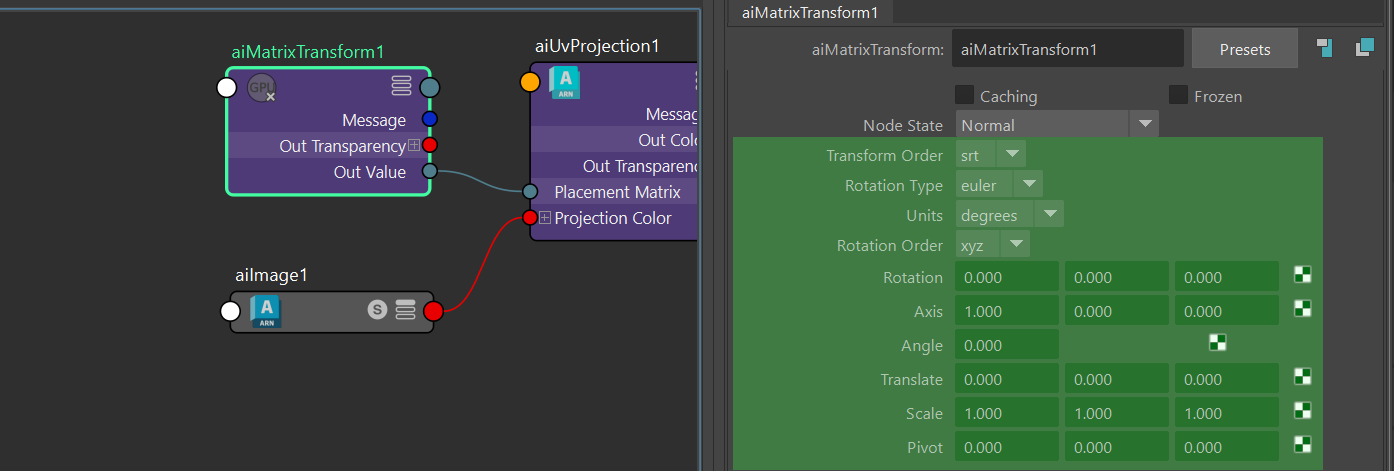 aiMatrixTransform1
GPU
Message
Out Transparency
Out Value
aiUvProjection1
A
ARN
Messag
Out Colo
Out Transparenc
Placement Matrix
Projection Color
aiImage1
A
ARN
S
aiMatrixTransform1
aiMatrixTransform: aiMatrixTransform1 Presets
Caching Frozen
Node State Normal
Transform Order srt
Rotation Type euler
Units degrees
Rotation Order xyz
Rotation 0.000 0.000 0.000
Axis 1.000 0.000 0.000
Angle 0.000
Translate 0.000 0.000 0.000
Scale 1.000 1.000 1.000
Pivot 0.000 0.000 0.000